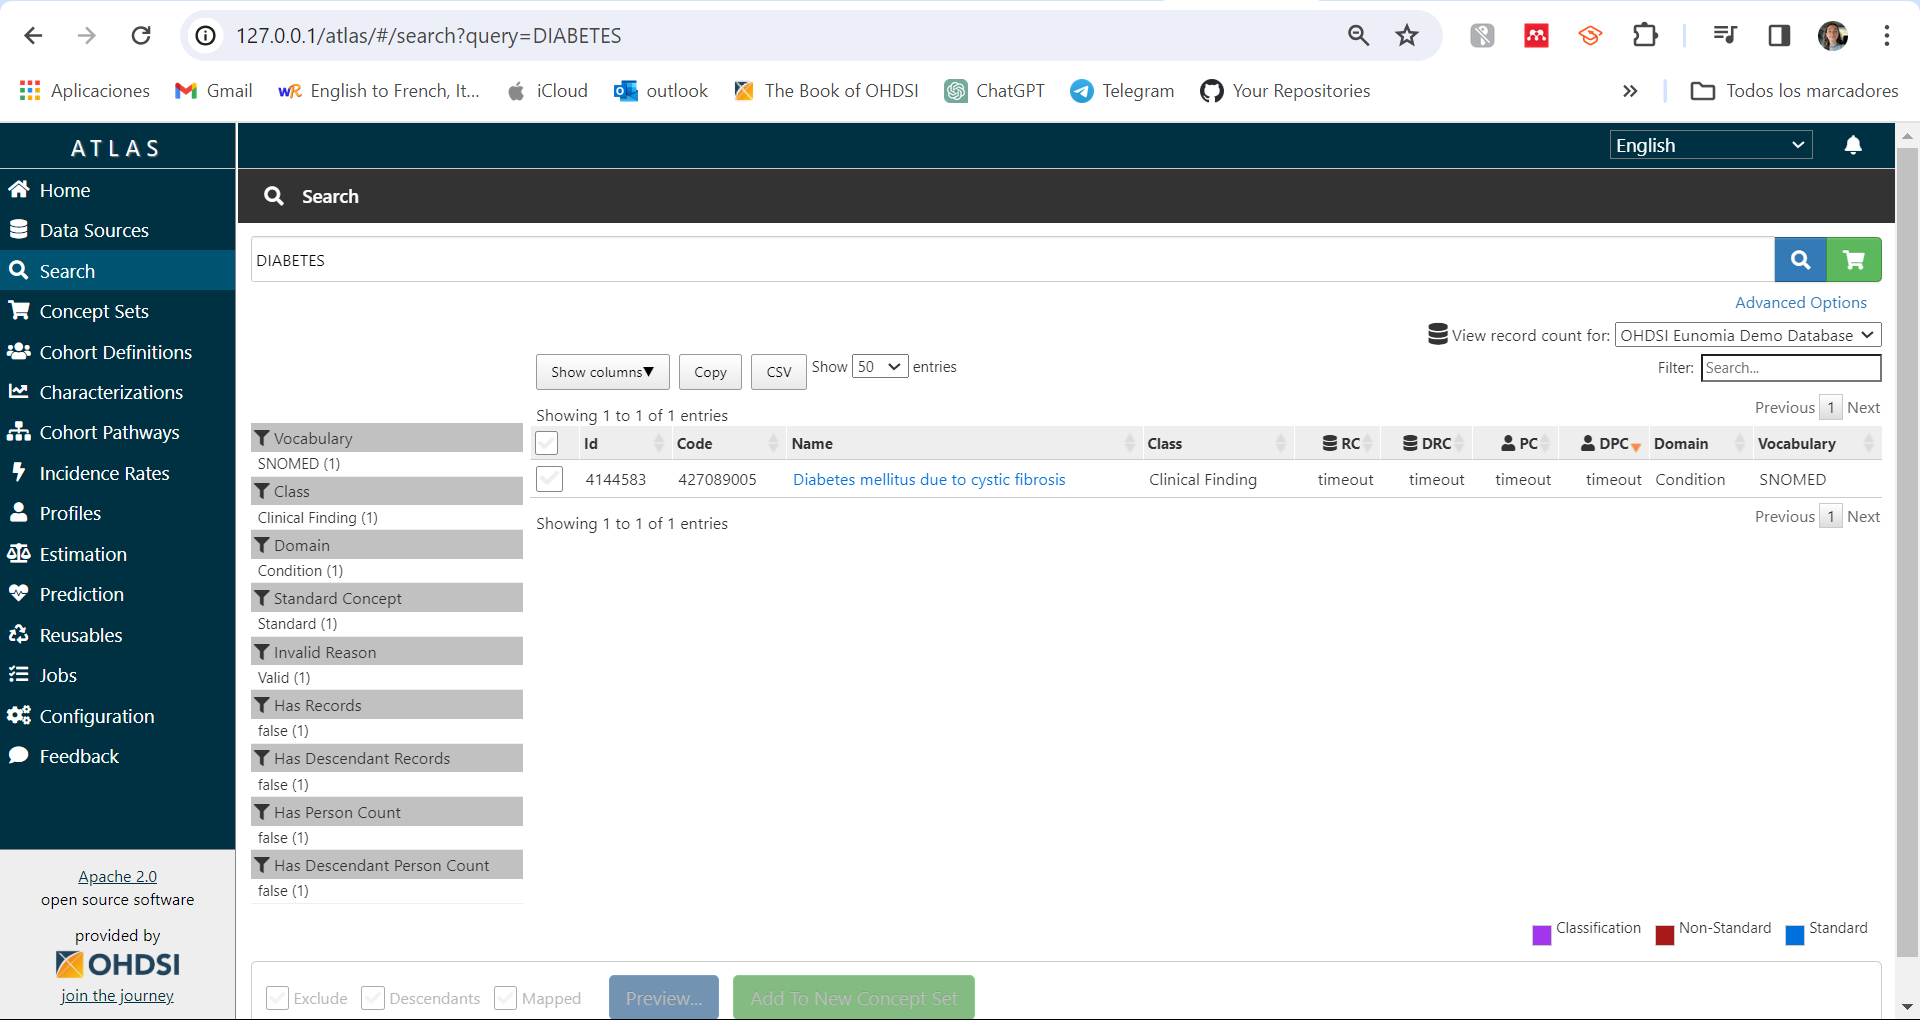 127.0.0.1/atlas/#/search?query=DIABETES
Aplicaciones Gmail English to French, It... iCloud outlook The Book of OHDSI ChatGPT Telegram Your Repositories » Todos los marcadores
ATLAS
English
Home
Data Sources
Search
Concept Sets
Cohort Definitions
Characterizations
Cohort Pathways
Incidence Rates
Profiles
Estimation
Prediction
Reusables
Jobs
Configuration
Feedback
Apache 2.0
open source software
provided by
OHDSI
join the journey
Search
DIABETES
Advanced Options
View record count for: OHDSI Eunomia Demo Database
Show columns▼ Copy CSV Show 50 entries
Filter: Search...
Showing 1 to 1 of 1 entries
Previous 1 Next
Vocabulary
SNOMED (1)
Class
Clinical Finding (1)
Domain
Condition (1)
Standard Concept
Standard (1)
Invalid Reason
Valid (1)
Has Records
false (1)
Has Descendant Records
false (1)
Has Person Count
false (1)
Has Descendant Person Count
false (1)
Id Code Name Class RC DRC PC DPC Domain Vocabulary
4144583 427089005 Diabetes mellitus due to cystic fibrosis Clinical Finding timeout timeout timeout timeout Condition SNOMED
Showing 1 to 1 of 1 entries
Previous 1 Next
Classification Non-Standard Standard
Exclude Descendants Mapped Preview... Add To New Concept Set